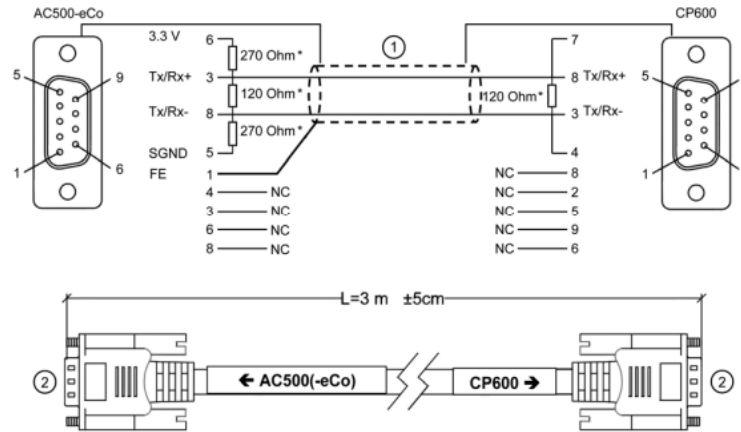 AC500-eCo
CP600
3.3 V 6
270 Ohm*
1
7
5 9
Tx/Rx+ 3
8 Tx/Rx+
5
120 Ohm*
120 Ohm*
Tx/Rx- 8
3 Tx/Rx-
270 Ohm*
SGND 5
4
1 6
FE 1
NC 8
1
4 NC
NC 2
3 NC
NC 5
6 NC
NC 9
8 NC
NC 6
L=3 m ±5cm
2
← AC500(-eCo)
CP600 →
2